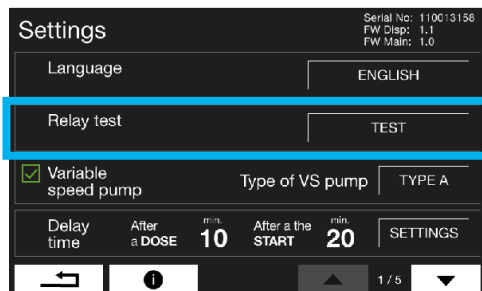 Settings
Serial No: 110013158
FW Disp: 1.1
FW Main: 1.0
Language ENGLISH
Relay test TEST
Variable speed pump Type of VS pump TYPE A
Delay time After a DOSE min. 10 After a the START min. 20 SETTINGS
1/5